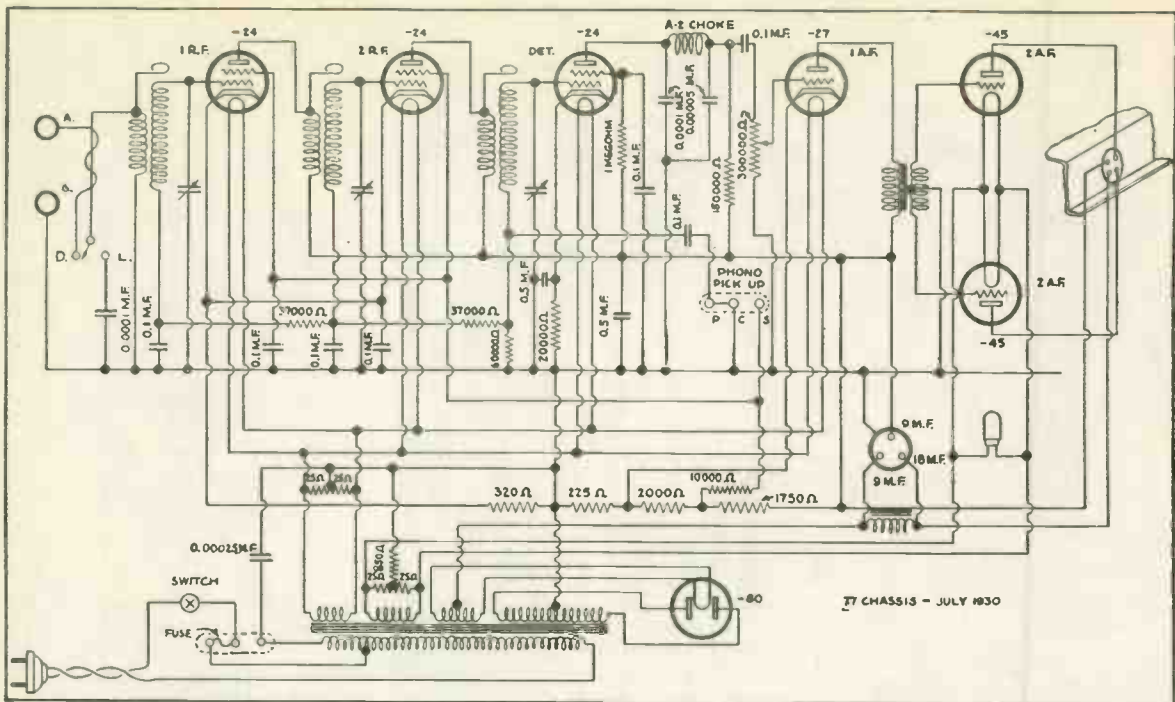 A-2 CHOKE
-24
-24
-24
0.1 M.F.
-27
-45
1 R.F.
2 R.F.
DET.
1 A.F.
2 A.F.
A.
G.
0.0001 M.F.
0.00005 M.F.
1 MEGOHM
0.1 M.F.
150000 Ω
300000 Ω
D.
L.
0.1 M.F.
PHONO
PICK UP
P
C
S
0.5 M.F.
0.0001 M.F.
0.1 M.F.
37000 Ω
0.1 M.F.
0.1 M.F.
0.1 M.F.
37000 Ω
60000 Ω
20000 Ω
0.5 M.F.
2 A.F.
-45
9 M.F.
18 M.F.
9 M.F.
25Ω
25Ω
320 Ω
225 Ω
2000 Ω
10000 Ω
1750 Ω
0.00025 M.F.
850Ω
25Ω
25Ω
SWITCH
FUSE
-80
77 CHASSIS - JULY 1930